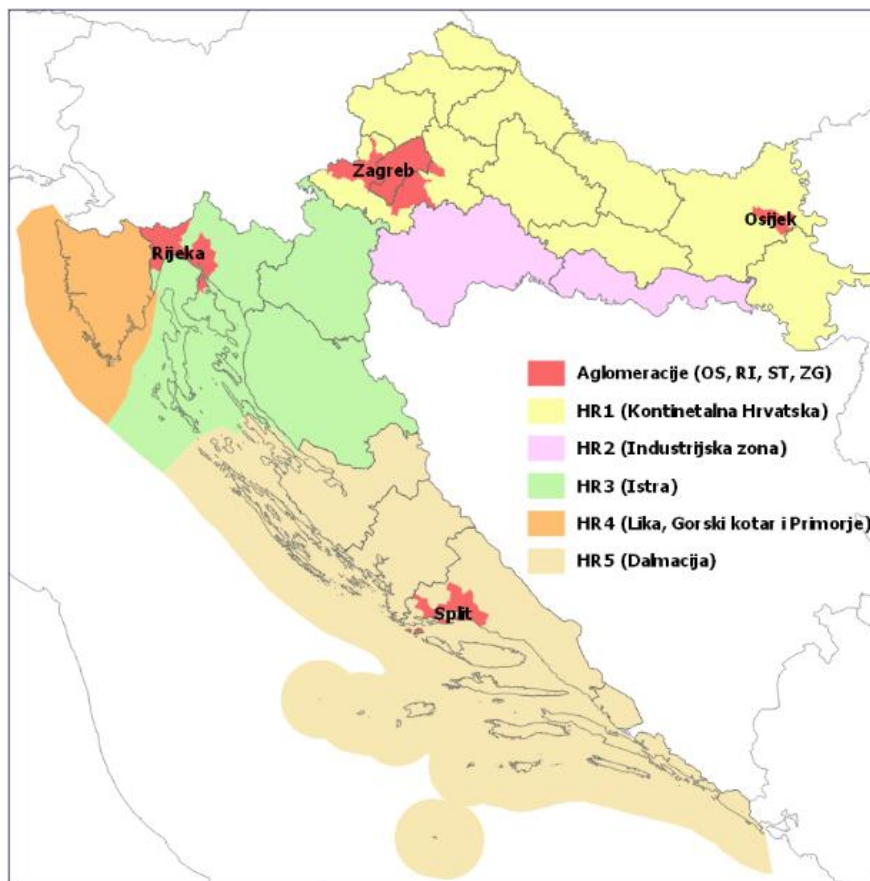 Zagreb
Osijek
Rijeka
Aglomeracije (OS, RI, ST, ZG)
HR1 (Kontinetalna Hrvatska)
HR2 (Industrijska zona)
HR3 (Istra)
HR4 (Lika, Gorski kotar i Primorje)
HR5 (Dalmacija)
Split